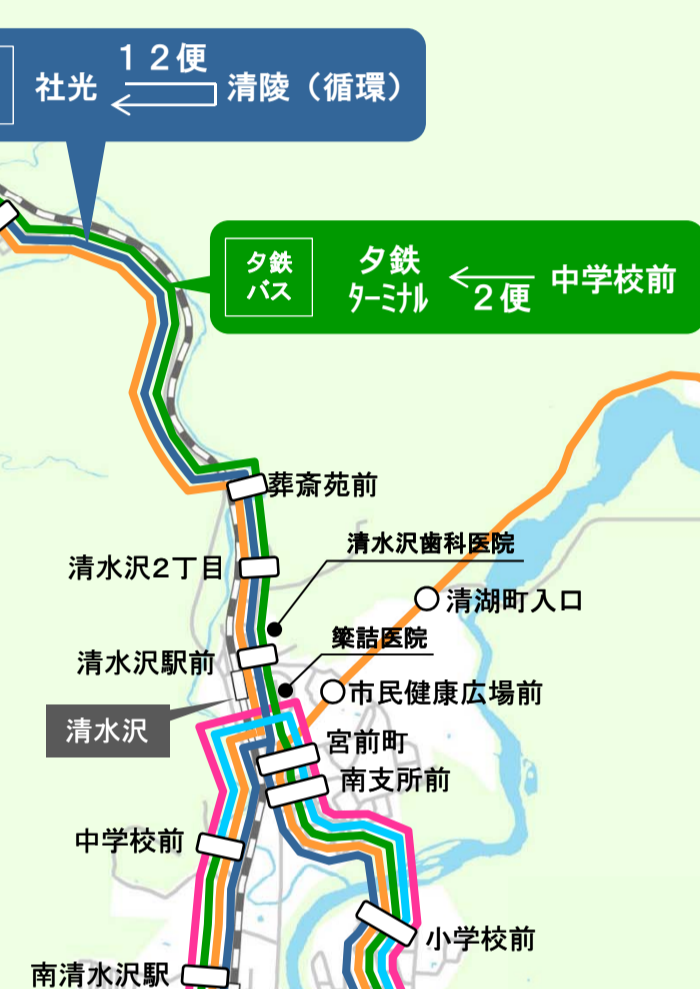 １２便
社光 清陵（循環）
夕鉄
バス
夕鉄
ターミナル
２便
中学校前
葬斎苑前
清水沢歯科医院
清水沢2丁目
清湖町入口
簗詰医院
清水沢駅前
市民健康広場前
清水沢
宮前町
南支所前
中学校前
小学校前
南清水沢駅